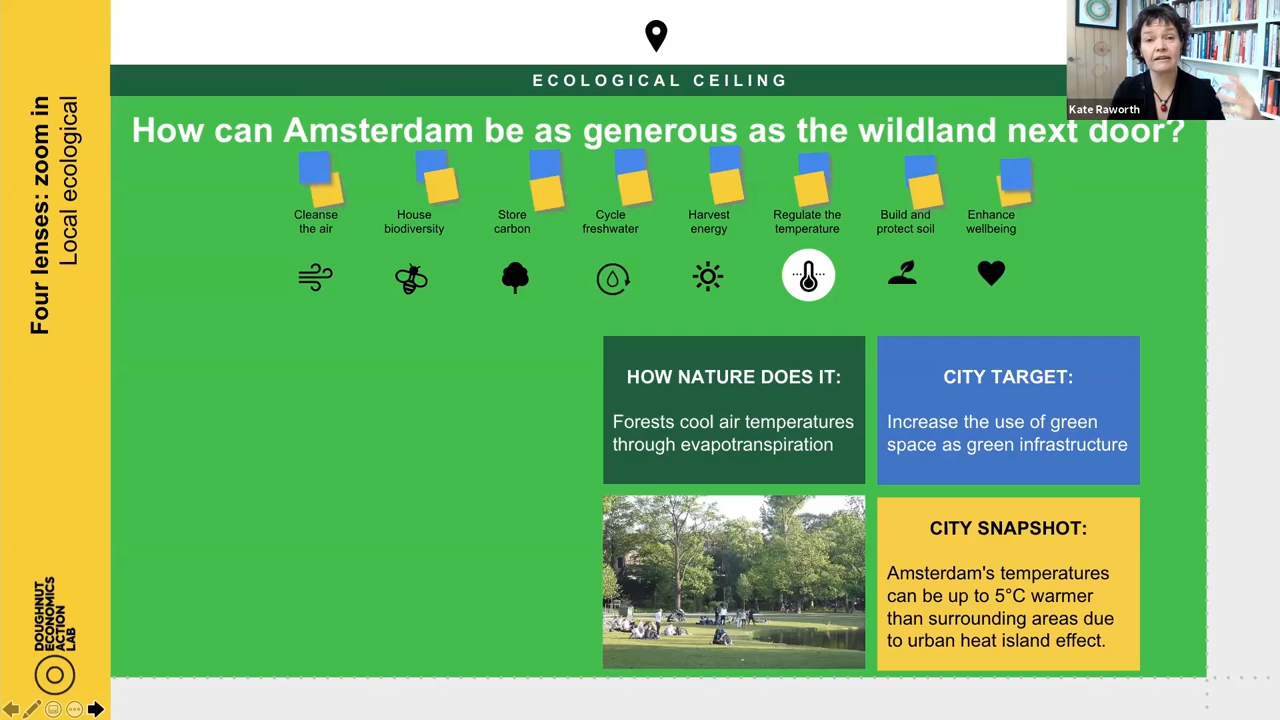 Four lenses: zoom in
Local ecological
ECOLOGICAL CEILING
Kate Raworth
How can Amsterdam be as generous as the wildland next door?
Cleanse
the air
House
biodiversity
Store
carbon
Cycle
freshwater
Harvest
energy
Regulate the
temperature
Build and
protect soil
Enhance
wellbeing
HOW NATURE DOES IT:
Forests cool air temperatures
through evapotranspiration
CITY TARGET:
Increase the use of green
space as green infrastructure
CITY SNAPSHOT:
Amsterdam's temperatures
can be up to 5°C warmer
than surrounding areas due
to urban heat island effect.
DOUGHNUT
ECONOMICS
ACTION
LAB